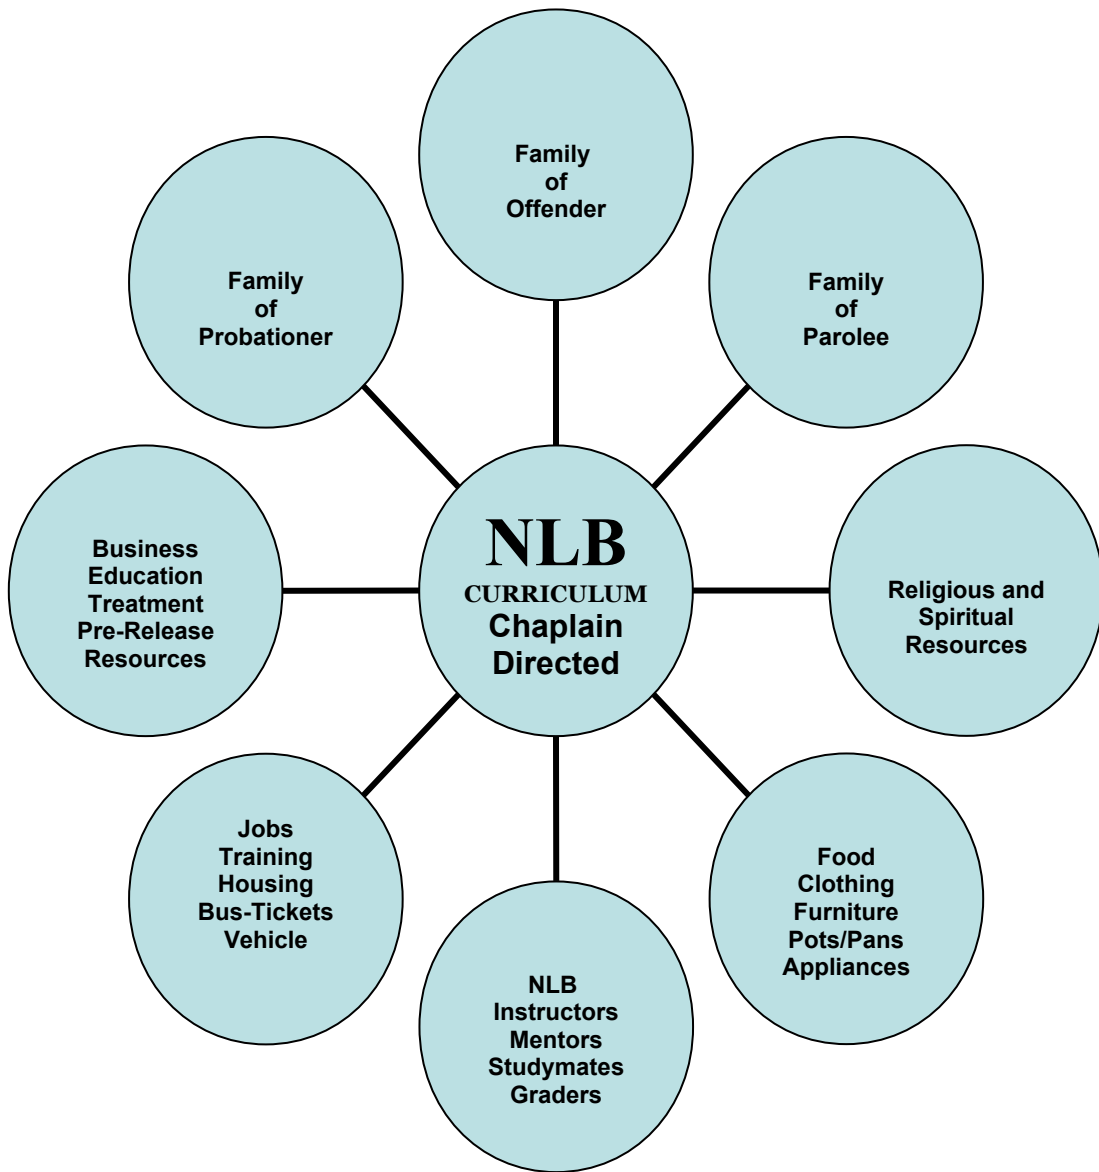 Family
of
Offender
Family
of
Probationer
Family
of
Parolee
Business
Education
Treatment
Pre-Release
Resources
NLB
CURRICULUM
Chaplain
Directed
Religious and
Spiritual
Resources
Jobs
Training
Housing
Bus-Tickets
Vehicle
Food
Clothing
Furniture
Pots/Pans
Appliances
NLB
Instructors
Mentors
Studymates
Graders